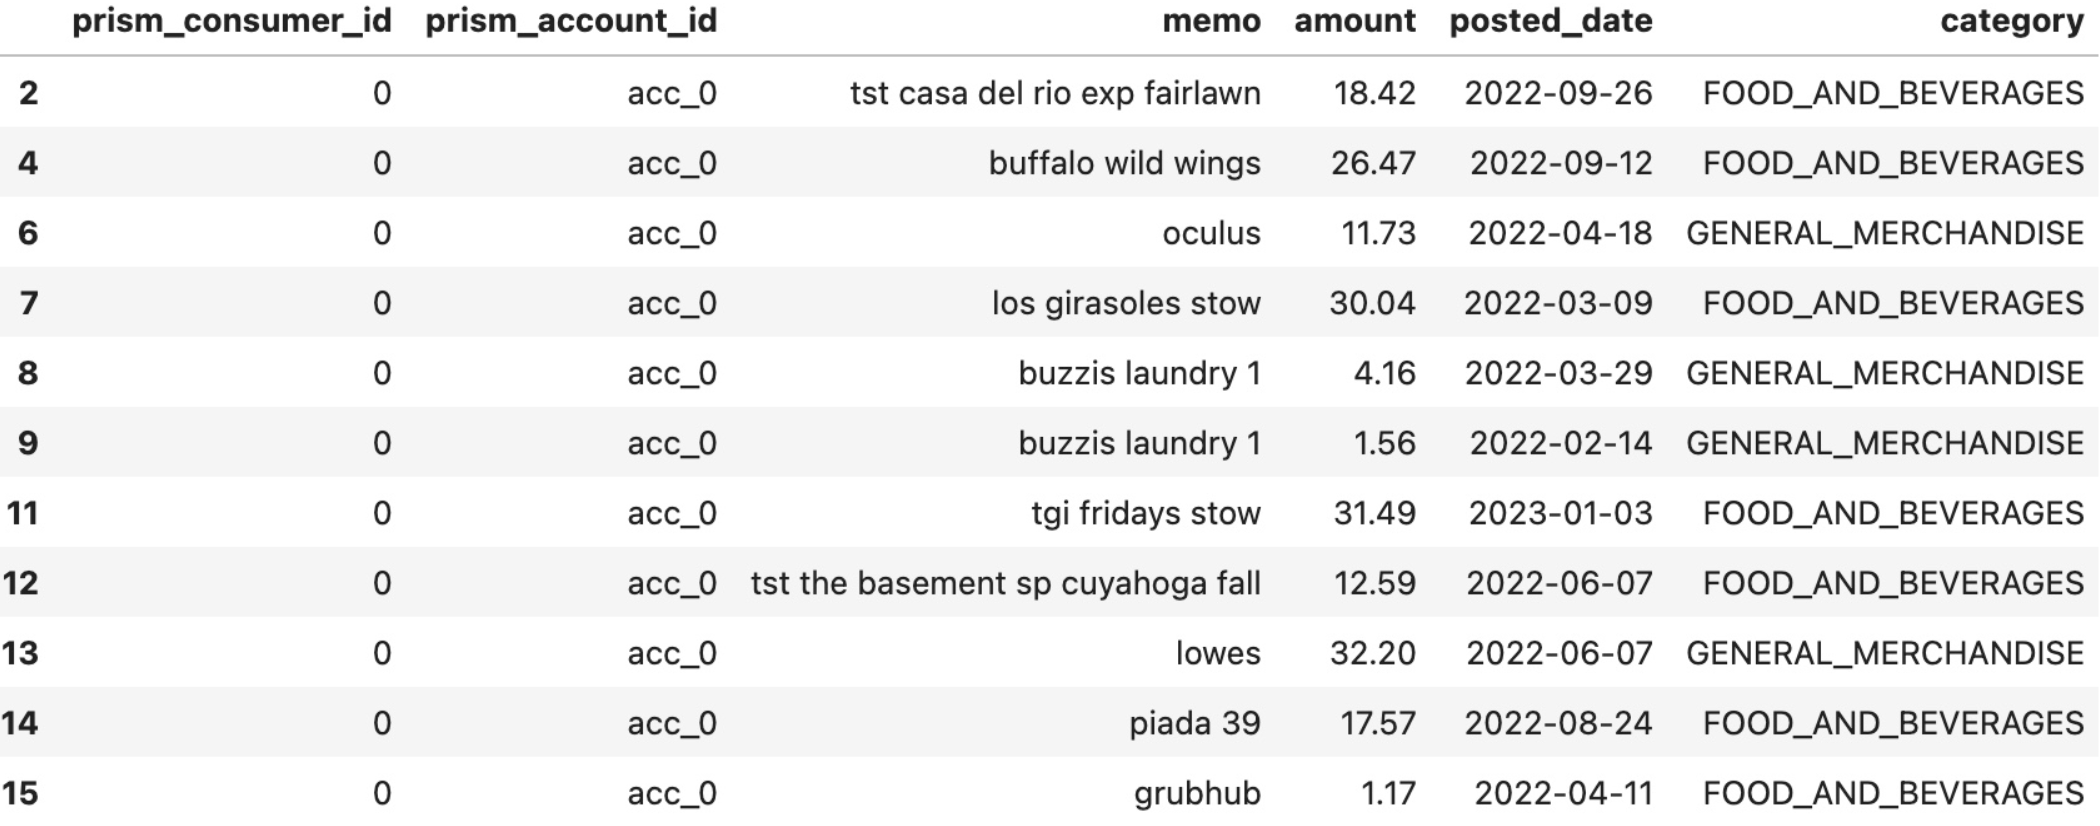 prism_consumer_id prism_account_id memo amount posted_date category
2 0 acc_0 tst casa del rio exp fairlawn 18.42 2022-09-26 FOOD_AND_BEVERAGES
4 0 acc_0 buffalo wild wings 26.47 2022-09-12 FOOD_AND_BEVERAGES
6 0 acc_0 oculus 11.73 2022-04-18 GENERAL_MERCHANDISE
7 0 acc_0 los girasoles stow 30.04 2022-03-09 FOOD_AND_BEVERAGES
8 0 acc_0 buzzis laundry 1 4.16 2022-03-29 GENERAL_MERCHANDISE
9 0 acc_0 buzzis laundry 1 1.56 2022-02-14 GENERAL_MERCHANDISE
11 0 acc_0 tgi fridays stow 31.49 2023-01-03 FOOD_AND_BEVERAGES
12 0 acc_0 tst the basement sp cuyahoga fall 12.59 2022-06-07 FOOD_AND_BEVERAGES
13 0 acc_0 lowes 32.20 2022-06-07 GENERAL_MERCHANDISE
14 0 acc_0 piada 39 17.57 2022-08-24 FOOD_AND_BEVERAGES
15 0 acc_0 grubhub 1.17 2022-04-11 FOOD_AND_BEVERAGES